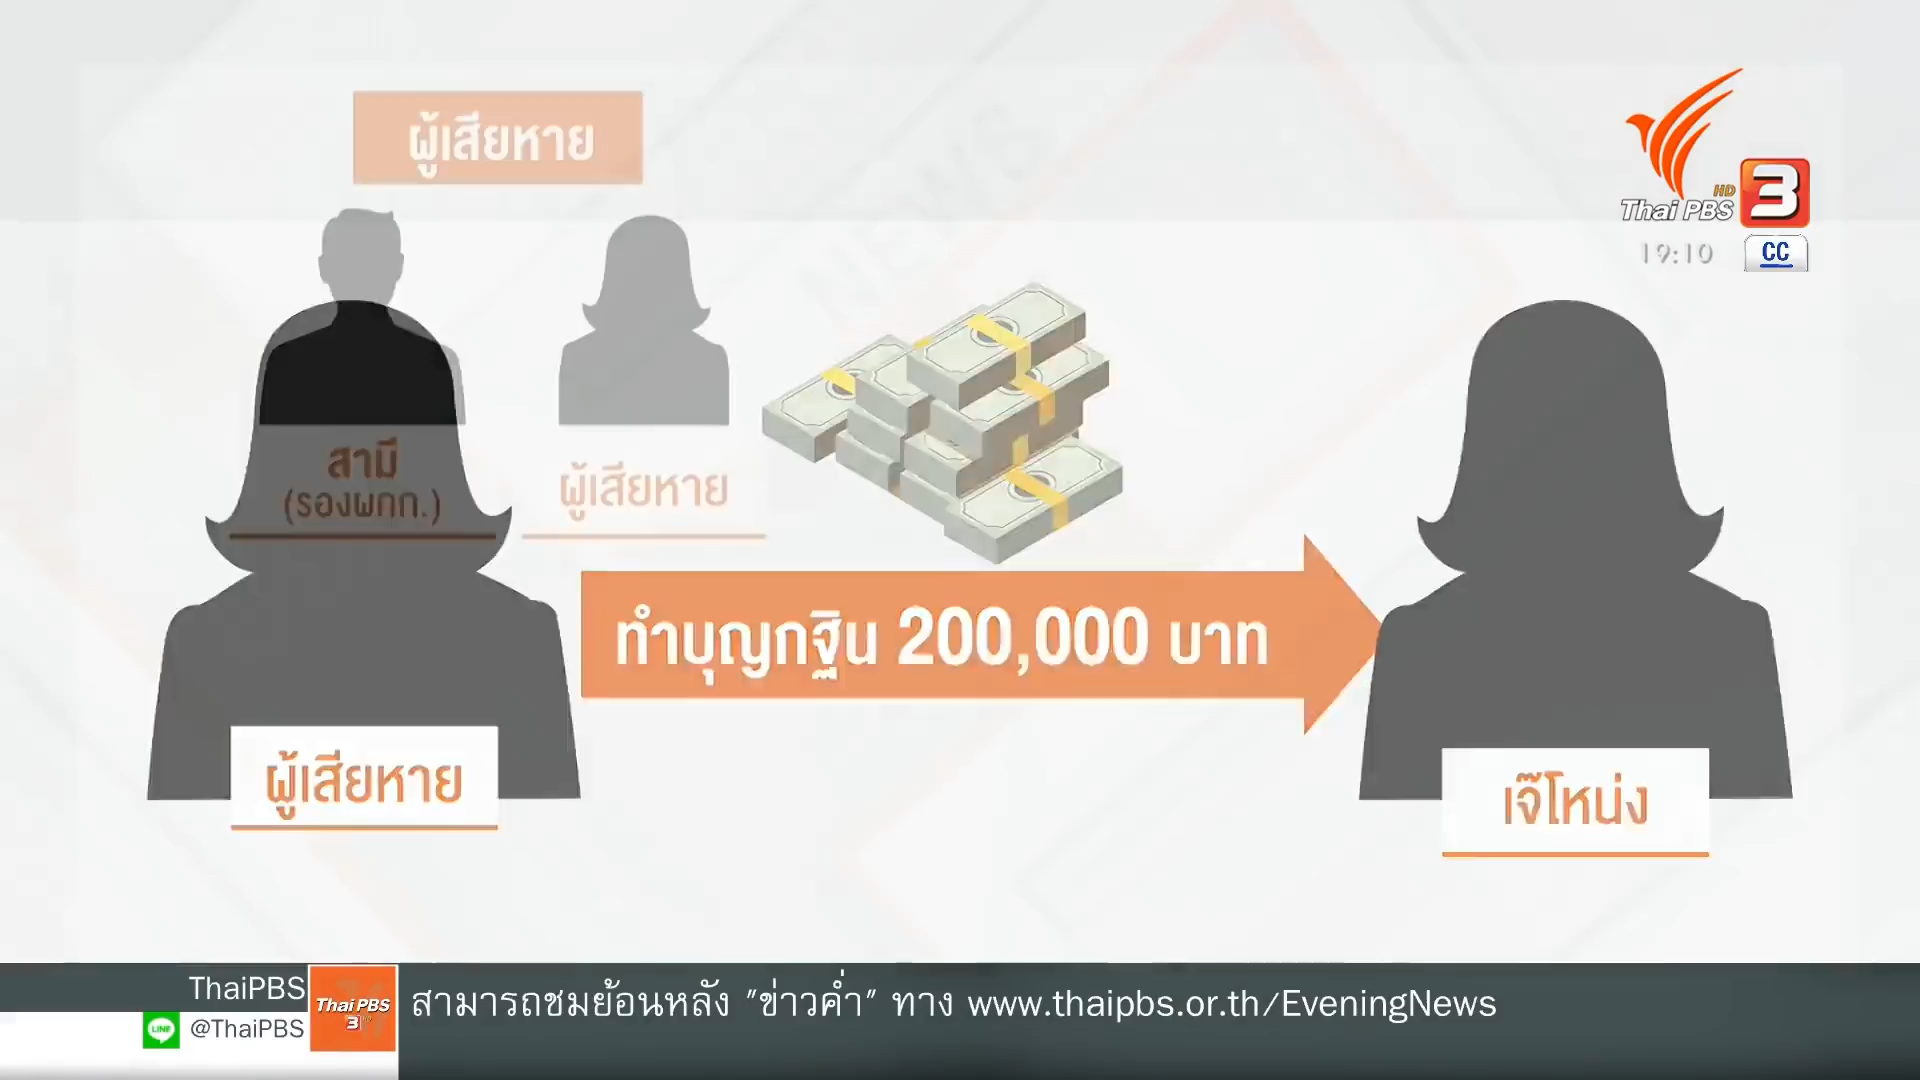 ผู้เสียหาย
สามี
(รองผกก.)
ผู้เสียหาย
ทำบุญกฐิน 200,000 บาท
ผู้เสียหาย
เจ๊โหน่ง
HD
Thai PBS 3
19:10 CC
ThaiPBS
LINE @ThaiPBS
Thai PBS
3
สามารถชมย้อนหลัง "ข่าวค่ำ" ทาง www.thaipbs.or.th/EveningNews
NEWS